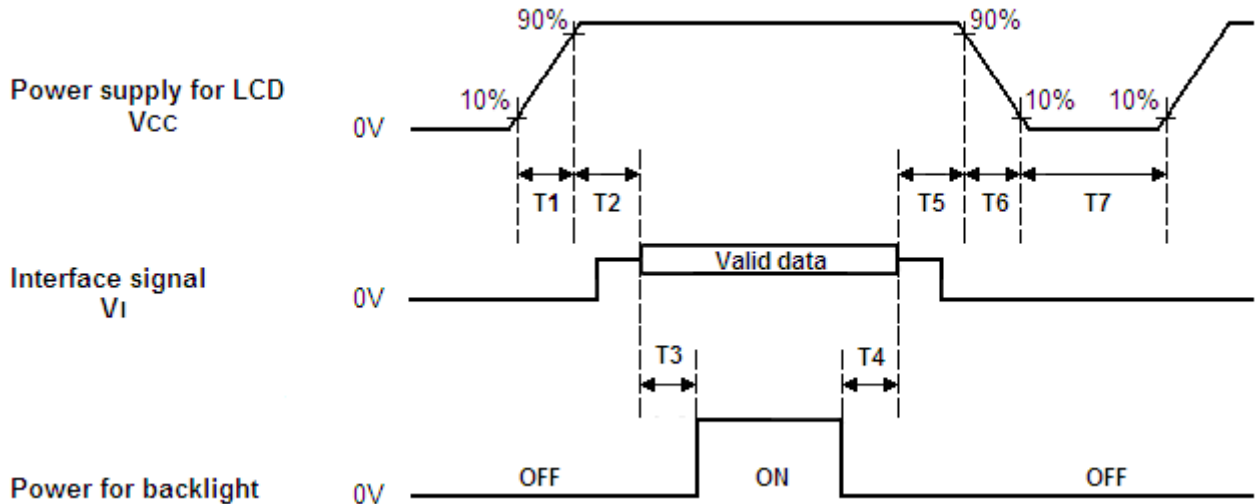 90% 90%
Power supply for LCD
10% 10% 10%
VCC
0V
T1 T2 T5 T6 T7
Valid data
Interface signal
0V
VI
T3 T4
OFF ON OFF
Power for backlight
0V